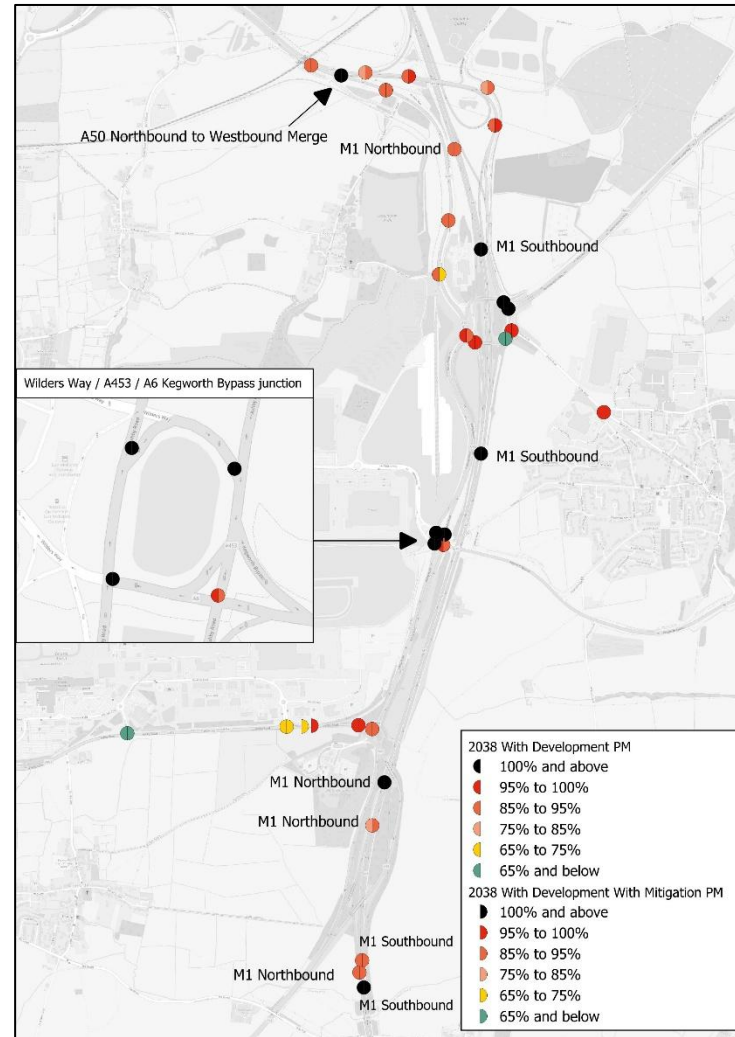 A50 Northbound to Westbound Merge
M1 Northbound
M1 Southbound
Wilders Way / A453 / A6 Kegworth Bypass junction
M1 Southbound
M1 Northbound
M1 Northbound
M1 Southbound
M1 Northbound
M1 Southbound
2038 With Development PM
100% and above
95% to 100%
85% to 95%
75% to 85%
65% to 75%
65% and below
2038 With Development With Mitigation PM
100% and above
95% to 100%
85% to 95%
75% to 85%
65% to 75%
65% and below